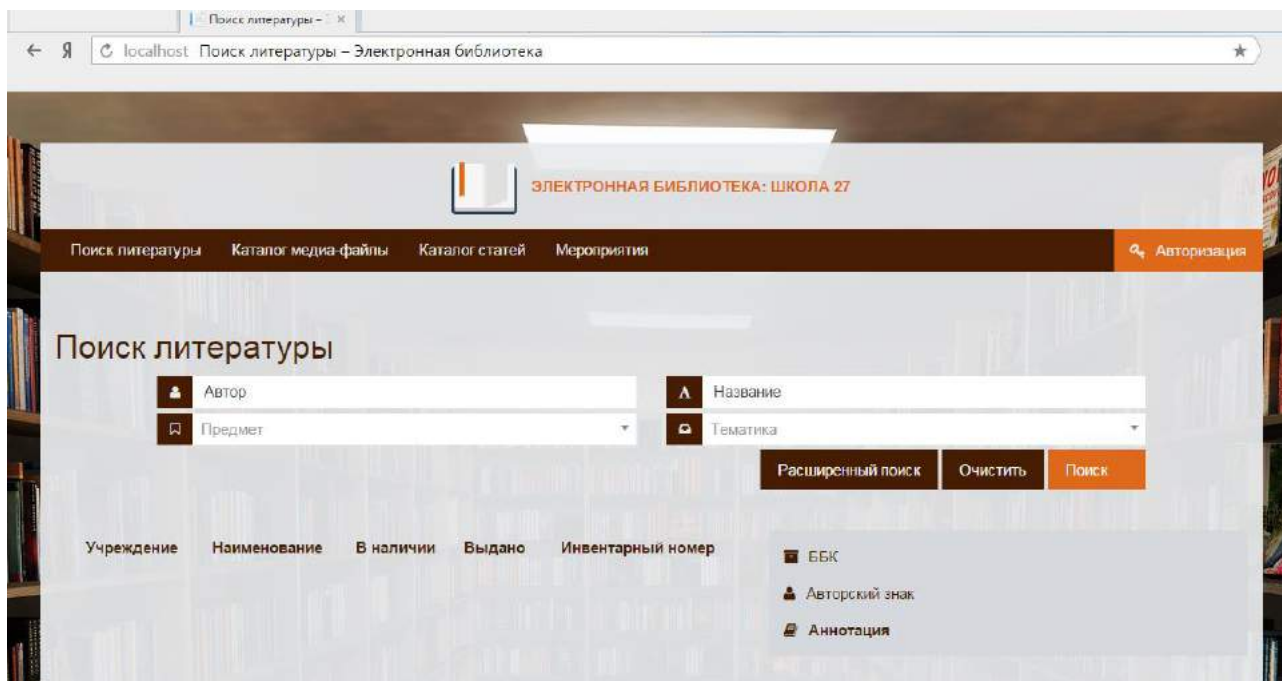 Поиск литературы –
Я localhost Поиск литературы – Электронная библиотека
ЭЛЕКТРОННАЯ БИБЛИОТЕКА: ШКОЛА 27
Поиск литературы Каталог медиа-файлы Каталог статей Мероприятия Авторизация
Поиск литературы
Автор Название
Предмет Тематика
Расширенный поиск Очистить Поиск
Учреждение Наименование В наличии Выдано Инвентарный номер
ББК
Авторский знак
Аннотация